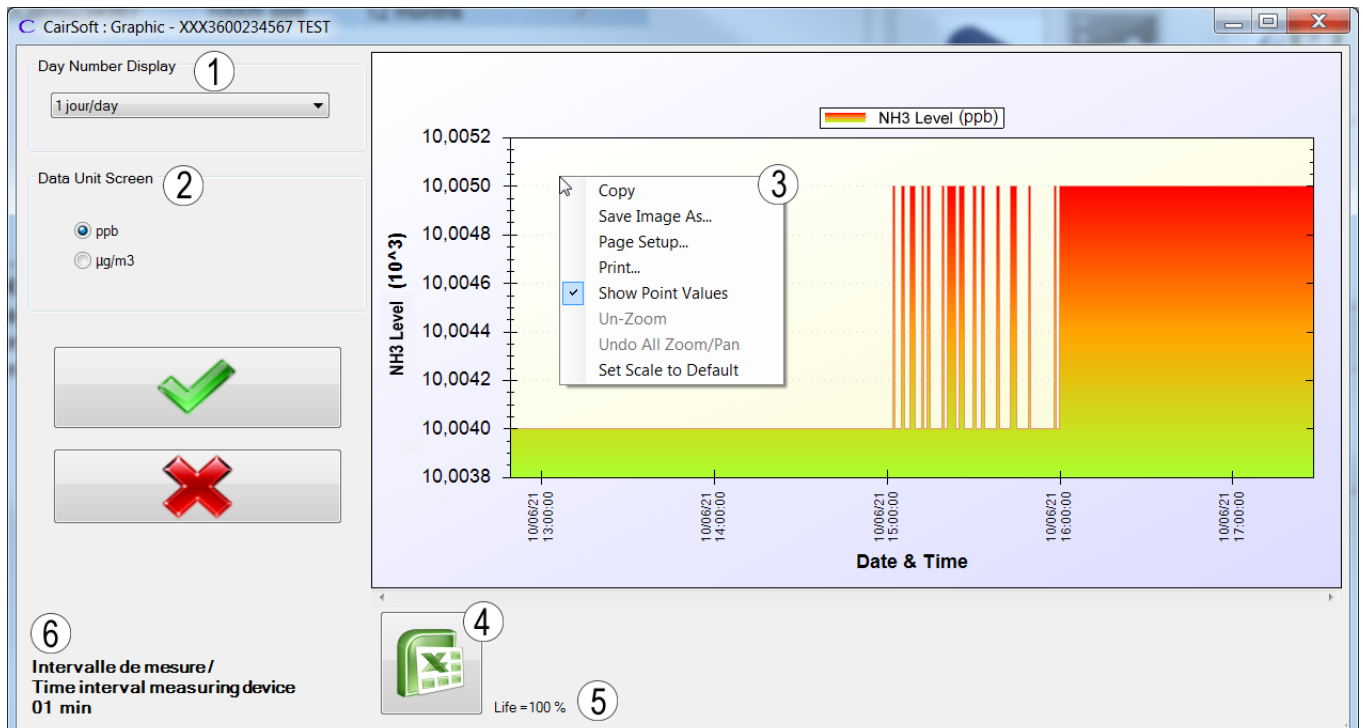 CairSoft : Graphic - XXX3600234567 TEST
Day Number Display
1
1 jour/day
Data Unit Screen
2
ppb
µg/m3
NH3 Level (ppb)
10,0052
10,0050
10,0048
10,0046
10,0044
10,0042
10,0040
10,0038
NH3 Level (10^3)
3
Copy
Save Image As...
Page Setup...
Print...
Show Point Values
Un-Zoom
Undo All Zoom/Pan
Set Scale to Default
10/06/21
13:00:00
10/06/21
14:00:00
10/06/21
15:00:00
10/06/21
16:00:00
10/06/21
17:00:00
Date & Time
4
Life =100 %
5
6
Intervalle de mesure /
Time interval measuring device
01 min